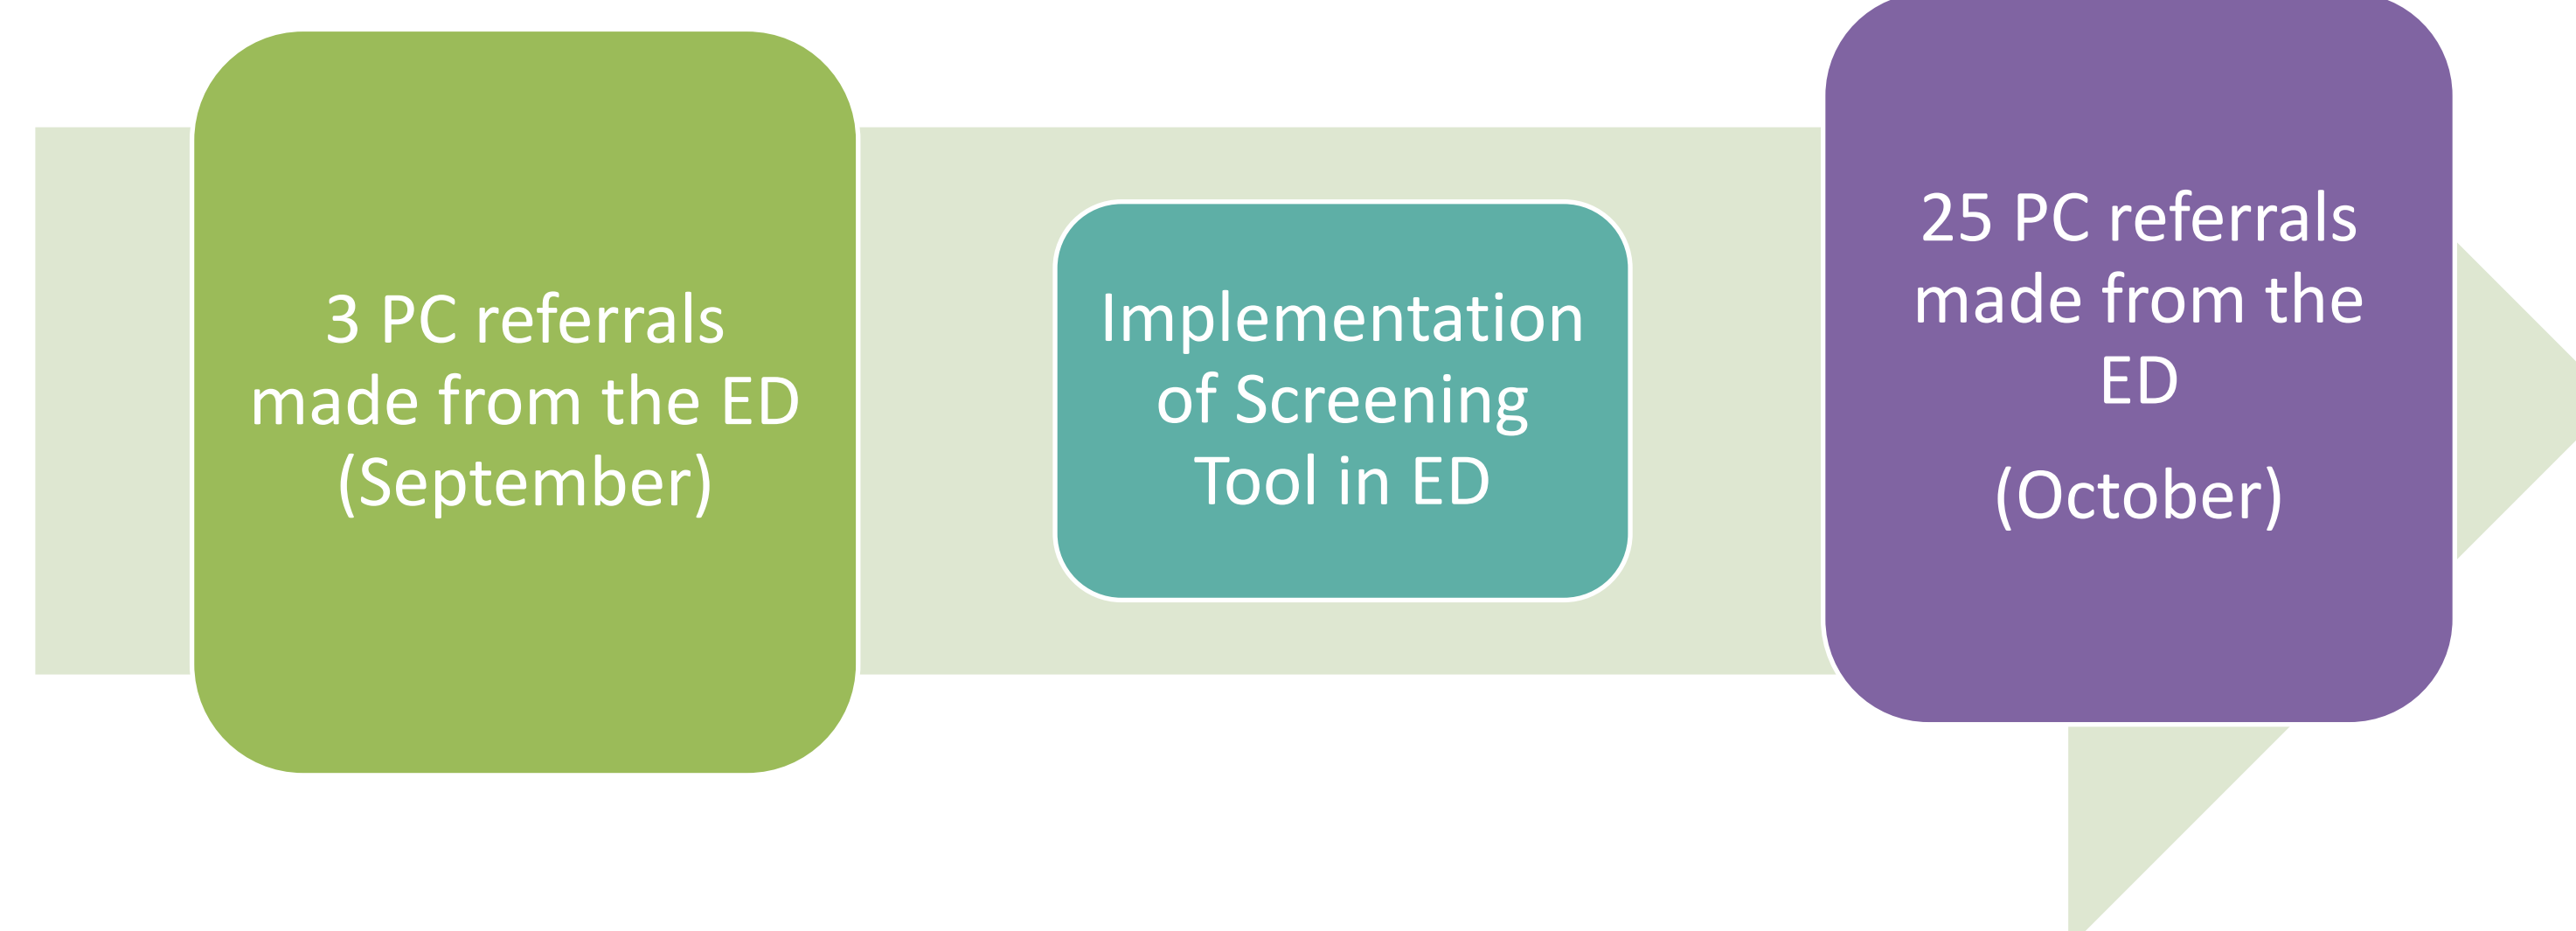 3 PC referrals
made from the ED
(September)
Implementation
of Screening
Tool in ED
25 PC referrals
made from the
ED
(October)